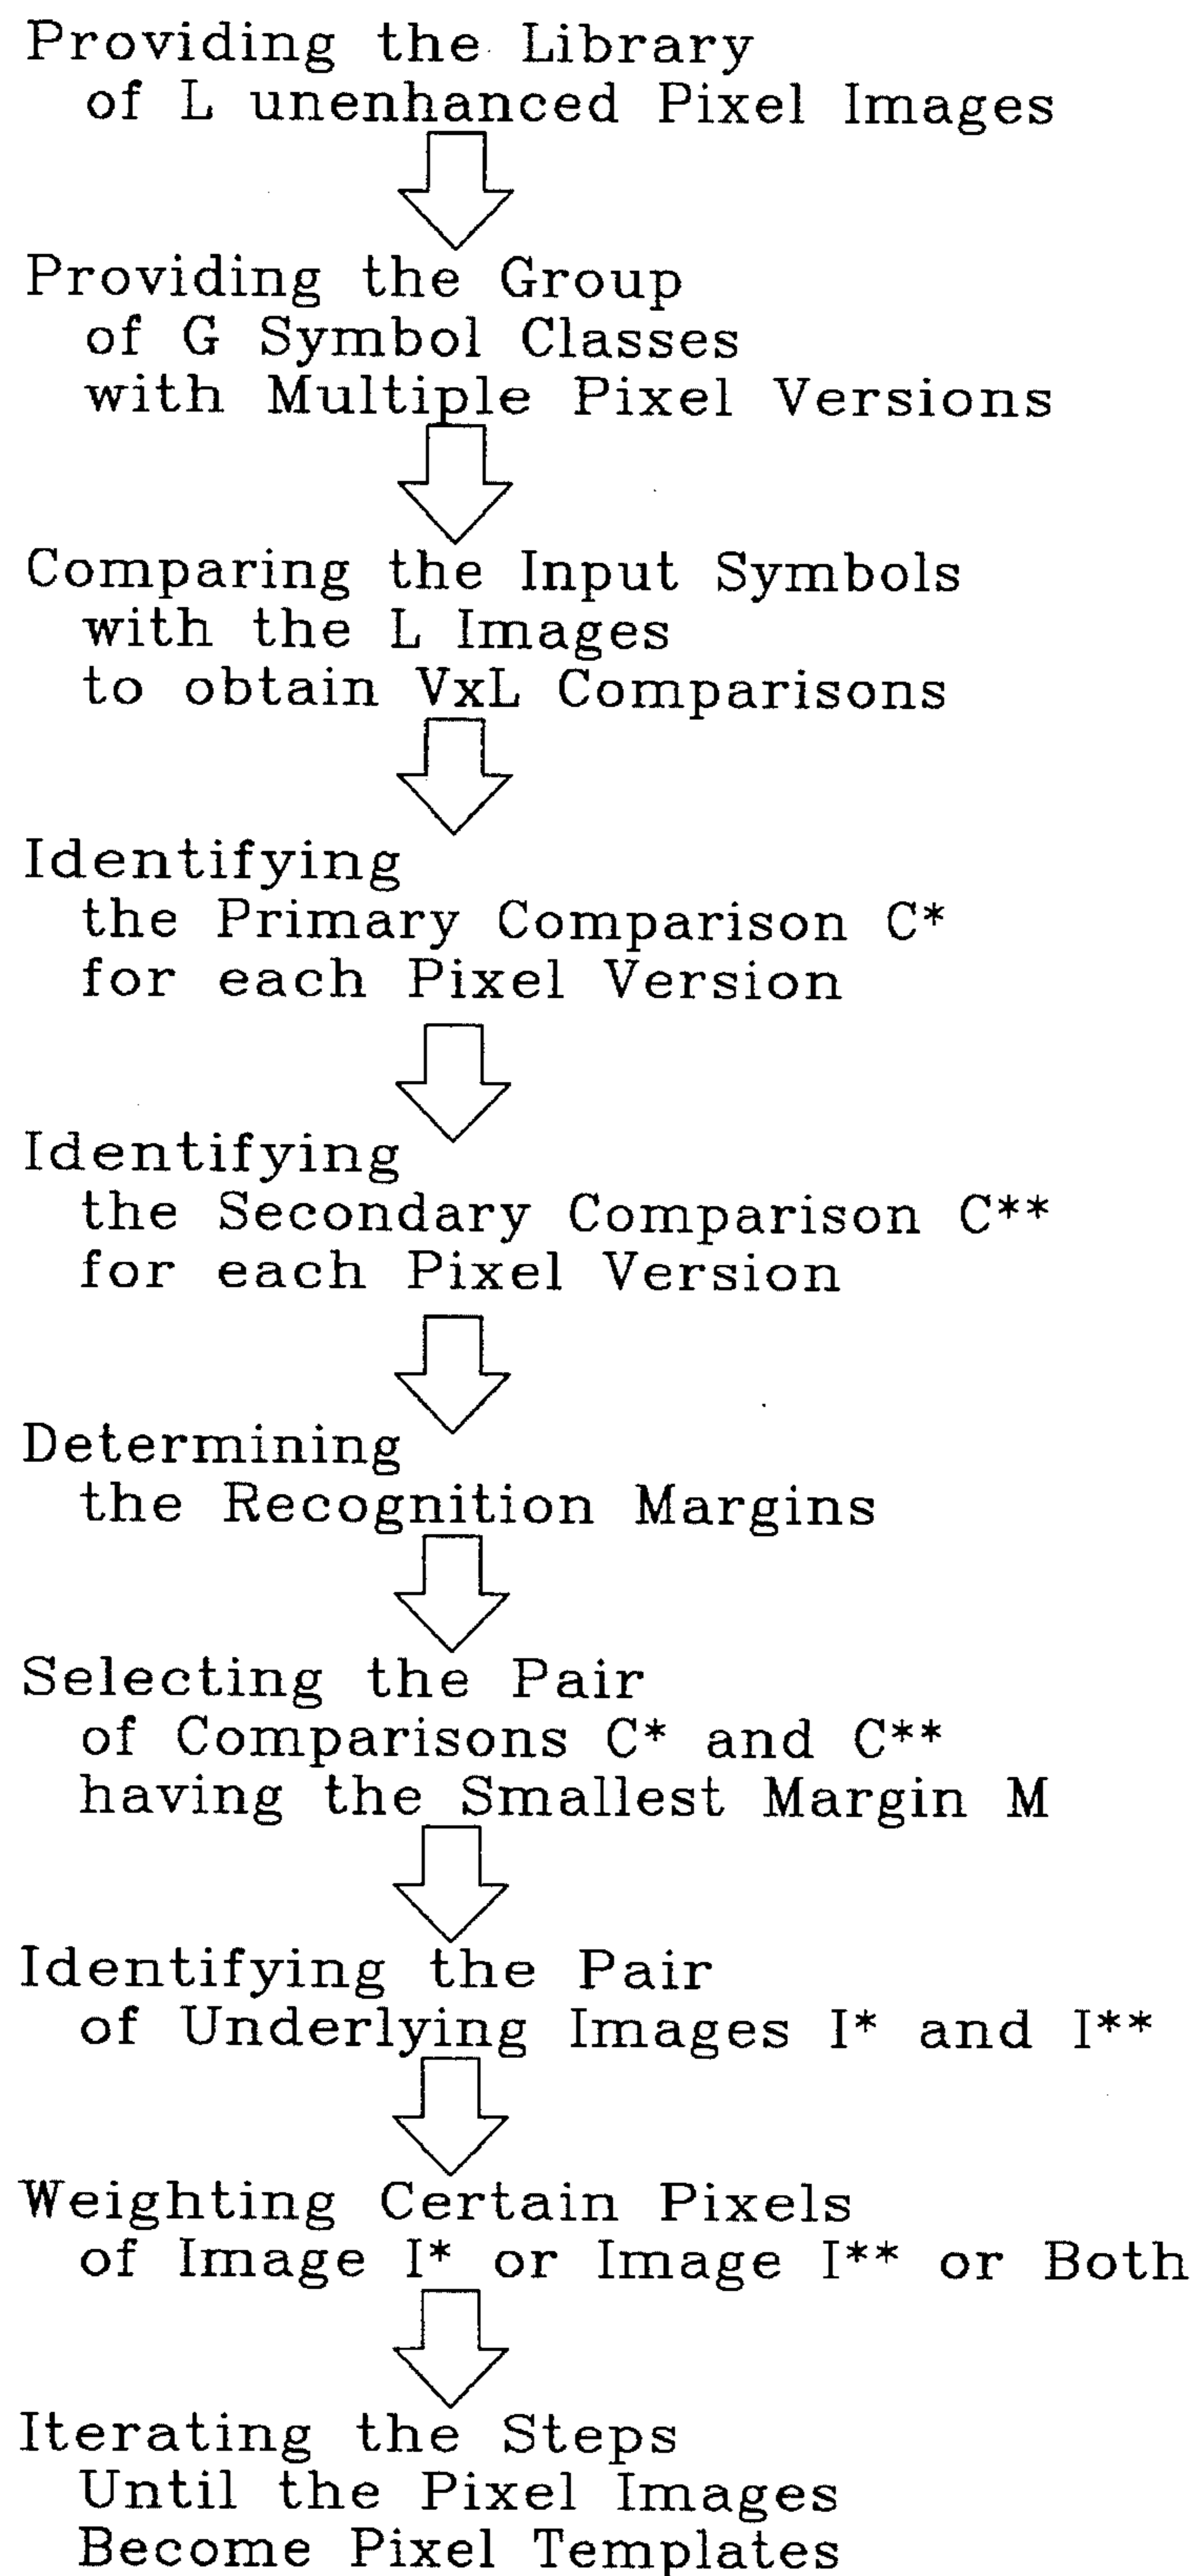 Providing the Library
of L unenhanced Pixel Images
Providing the Group
of G Symbol Classes
with Multiple Pixel Versions
Comparing the Input Symbols
with the L Images
to obtain VxL Comparisons
Identifying
the Primary Comparison C*
for each Pixel Version
Identifying
the Secondary Comparison C**
for each Pixel Version
Determining
the Recognition Margins
Selecting the Pair
of Comparisons C* and C**
having the Smallest Margin M
Identifying the Pair
of Underlying Images I* and I**
Weighting Certain Pixels
of Image I* or Image I** or Both
Iterating the Steps
Until the Pixel Images
Become Pixel Templates